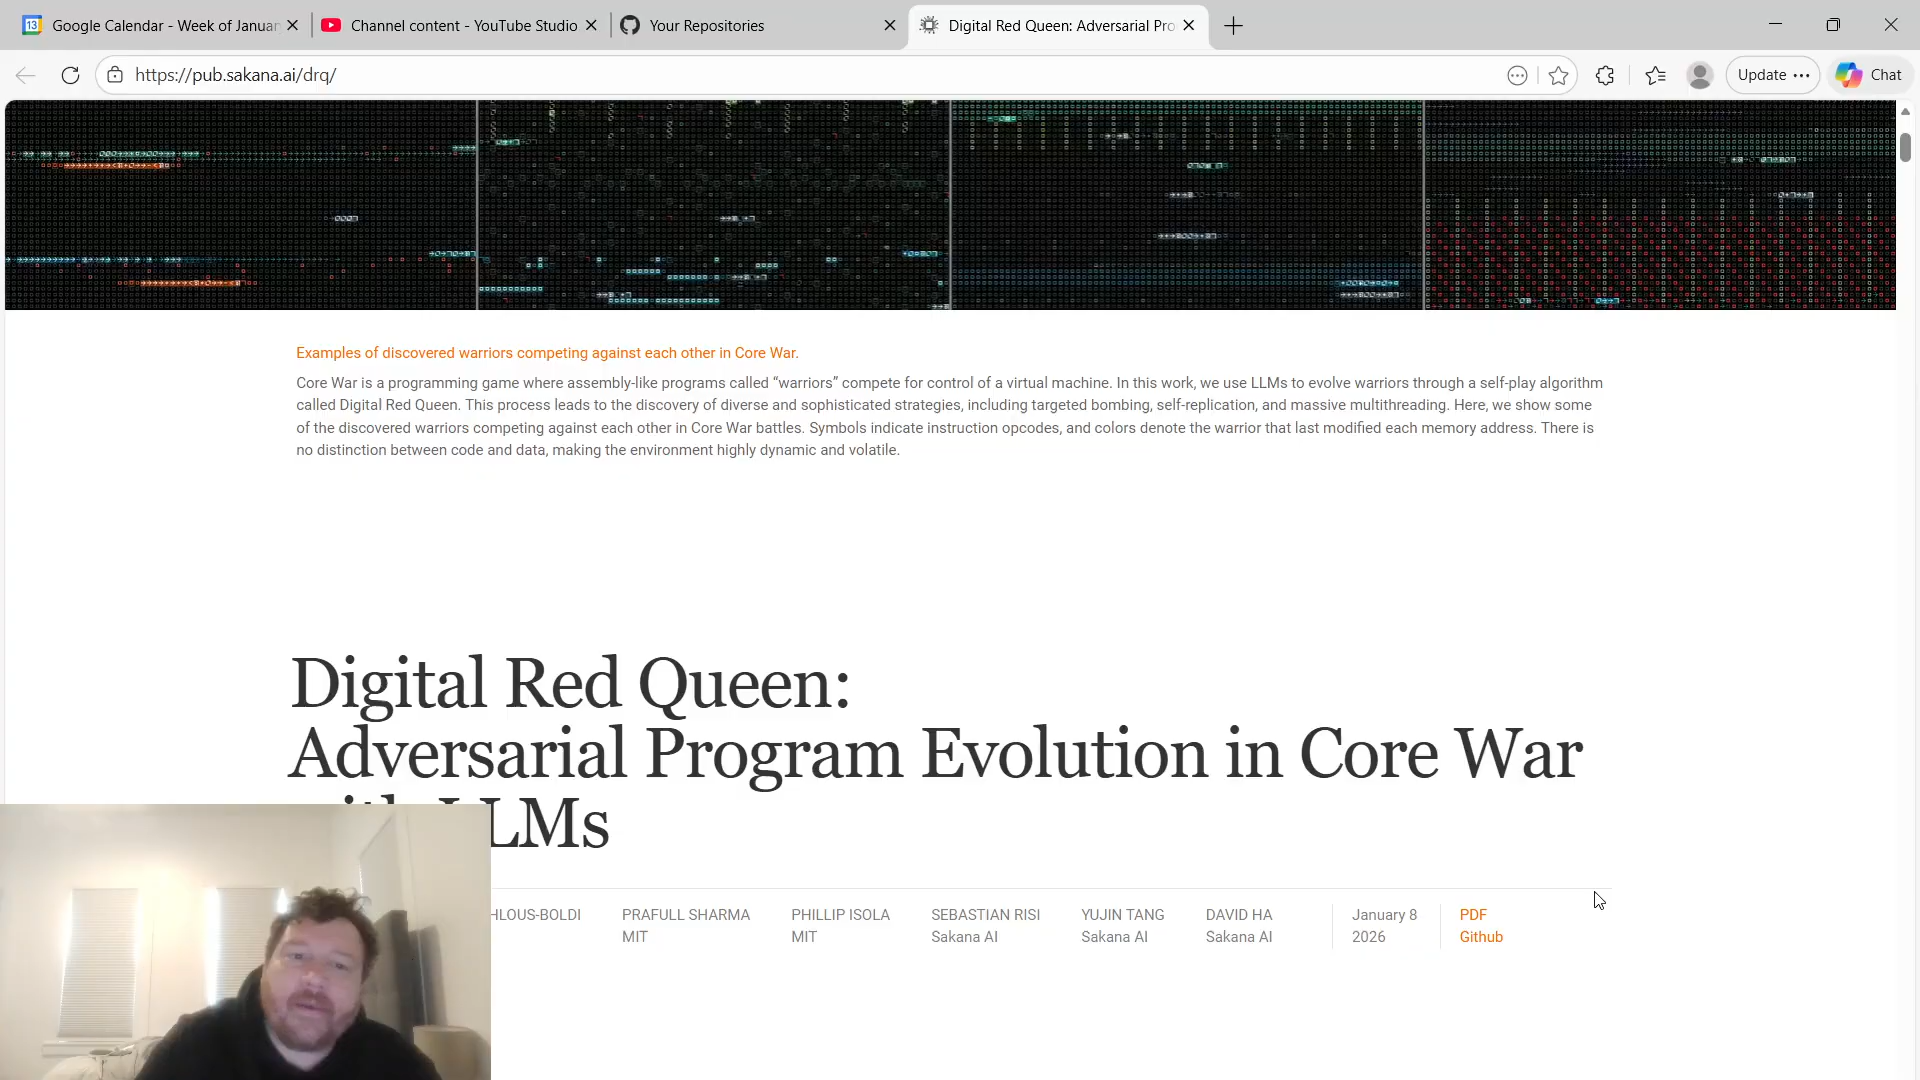 Google Calendar - Week of Januar
Channel content - YouTube Studio
Your Repositories
Digital Red Queen: Adversarial Pro
https://pub.sakana.ai/drq/
Update
Chat
Examples of discovered warriors competing against each other in Core War.
Core War is a programming game where assembly-like programs called “warriors” compete for control of a virtual machine. In this work, we use LLMs to evolve warriors through a self-play algorithm
called Digital Red Queen. This process leads to the discovery of diverse and sophisticated strategies, including targeted bombing, self-replication, and massive multithreading. Here, we show some
of the discovered warriors competing against each other in Core War battles. Symbols indicate instruction opcodes, and colors denote the warrior that last modified each memory address. There is
no distinction between code and data, making the environment highly dynamic and volatile.
Digital Red Queen:
Adversarial Program Evolution in Core War
LMs
HLOUS-BOLDI
PRAFULL SHARMA
MIT
PHILLIP ISOLA
MIT
SEBASTIAN RISI
Sakana AI
YUJIN TANG
Sakana AI
DAVID HA
Sakana AI
January 8
2026
PDF
Github